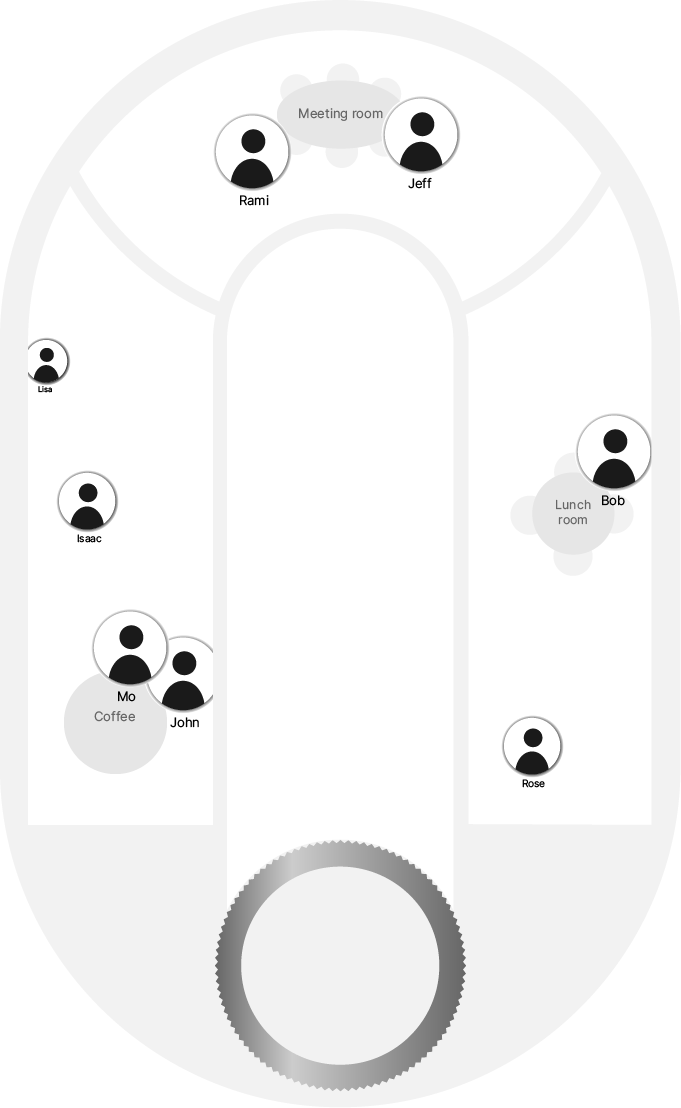 Meeting room
Rami
Jeff
Lisa
Isaac
Bob
Lunch
room
Mo
Coffee
John
Rose